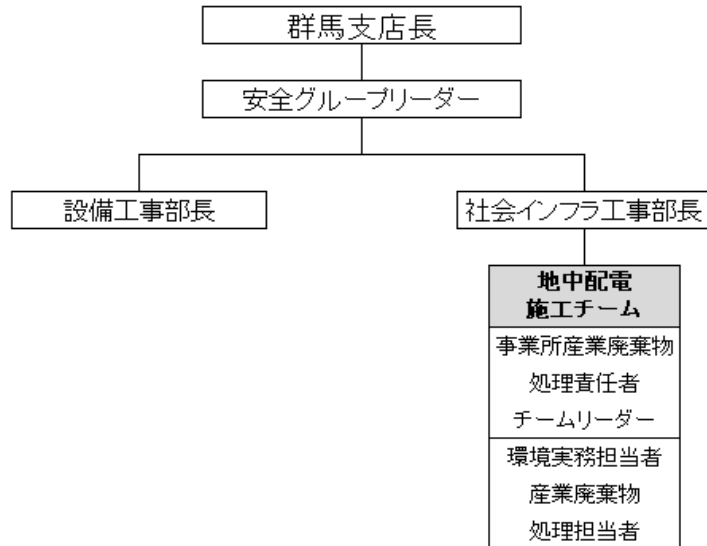 群馬支店長
安全グループリーダー
設備工事部長
社会インフラ工事部長
地中配電
施工チーム
事業所産業廃棄物
処理責任者
チームリーダー
環境実務担当者
産業廃棄物
処理担当者